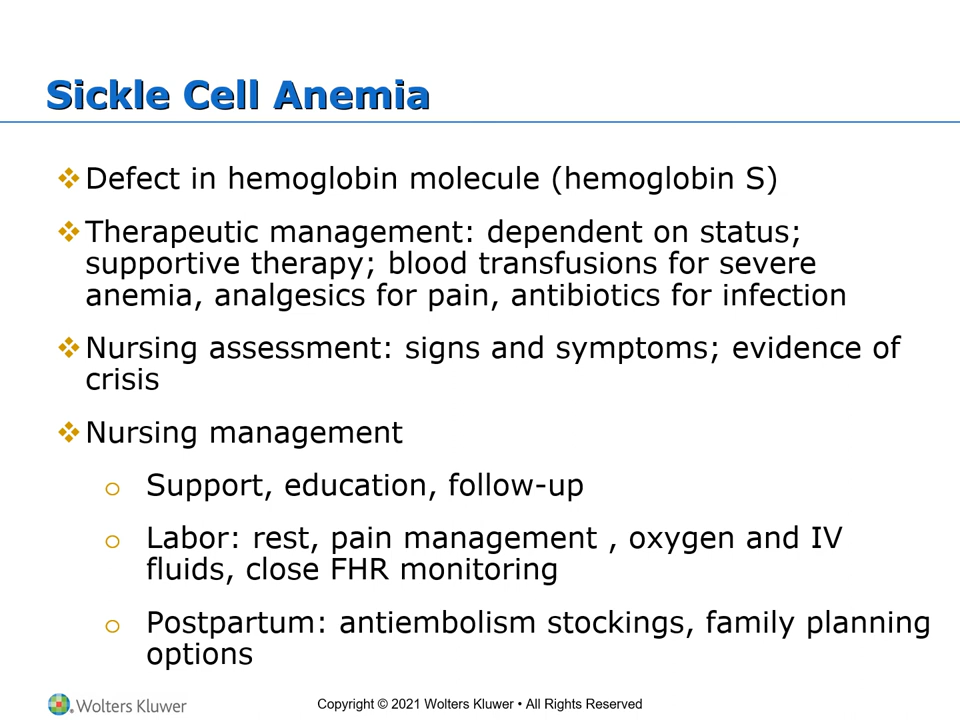 Sickle Cell Anemia
❖Defect in hemoglobin molecule (hemoglobin S)
❖Therapeutic management: dependent on status;
supportive therapy; blood transfusions for severe
anemia, analgesics for pain, antibiotics for infection
❖Nursing assessment: signs and symptoms; evidence of
crisis
❖Nursing management
o Support, education, follow-up
o Labor: rest, pain management , oxygen and IV
fluids, close FHR monitoring
o Postpartum: antiembolism stockings, family planning
options
Wolters Kluwer
Copyright © 2021 Wolters Kluwer • All Rights Reserved